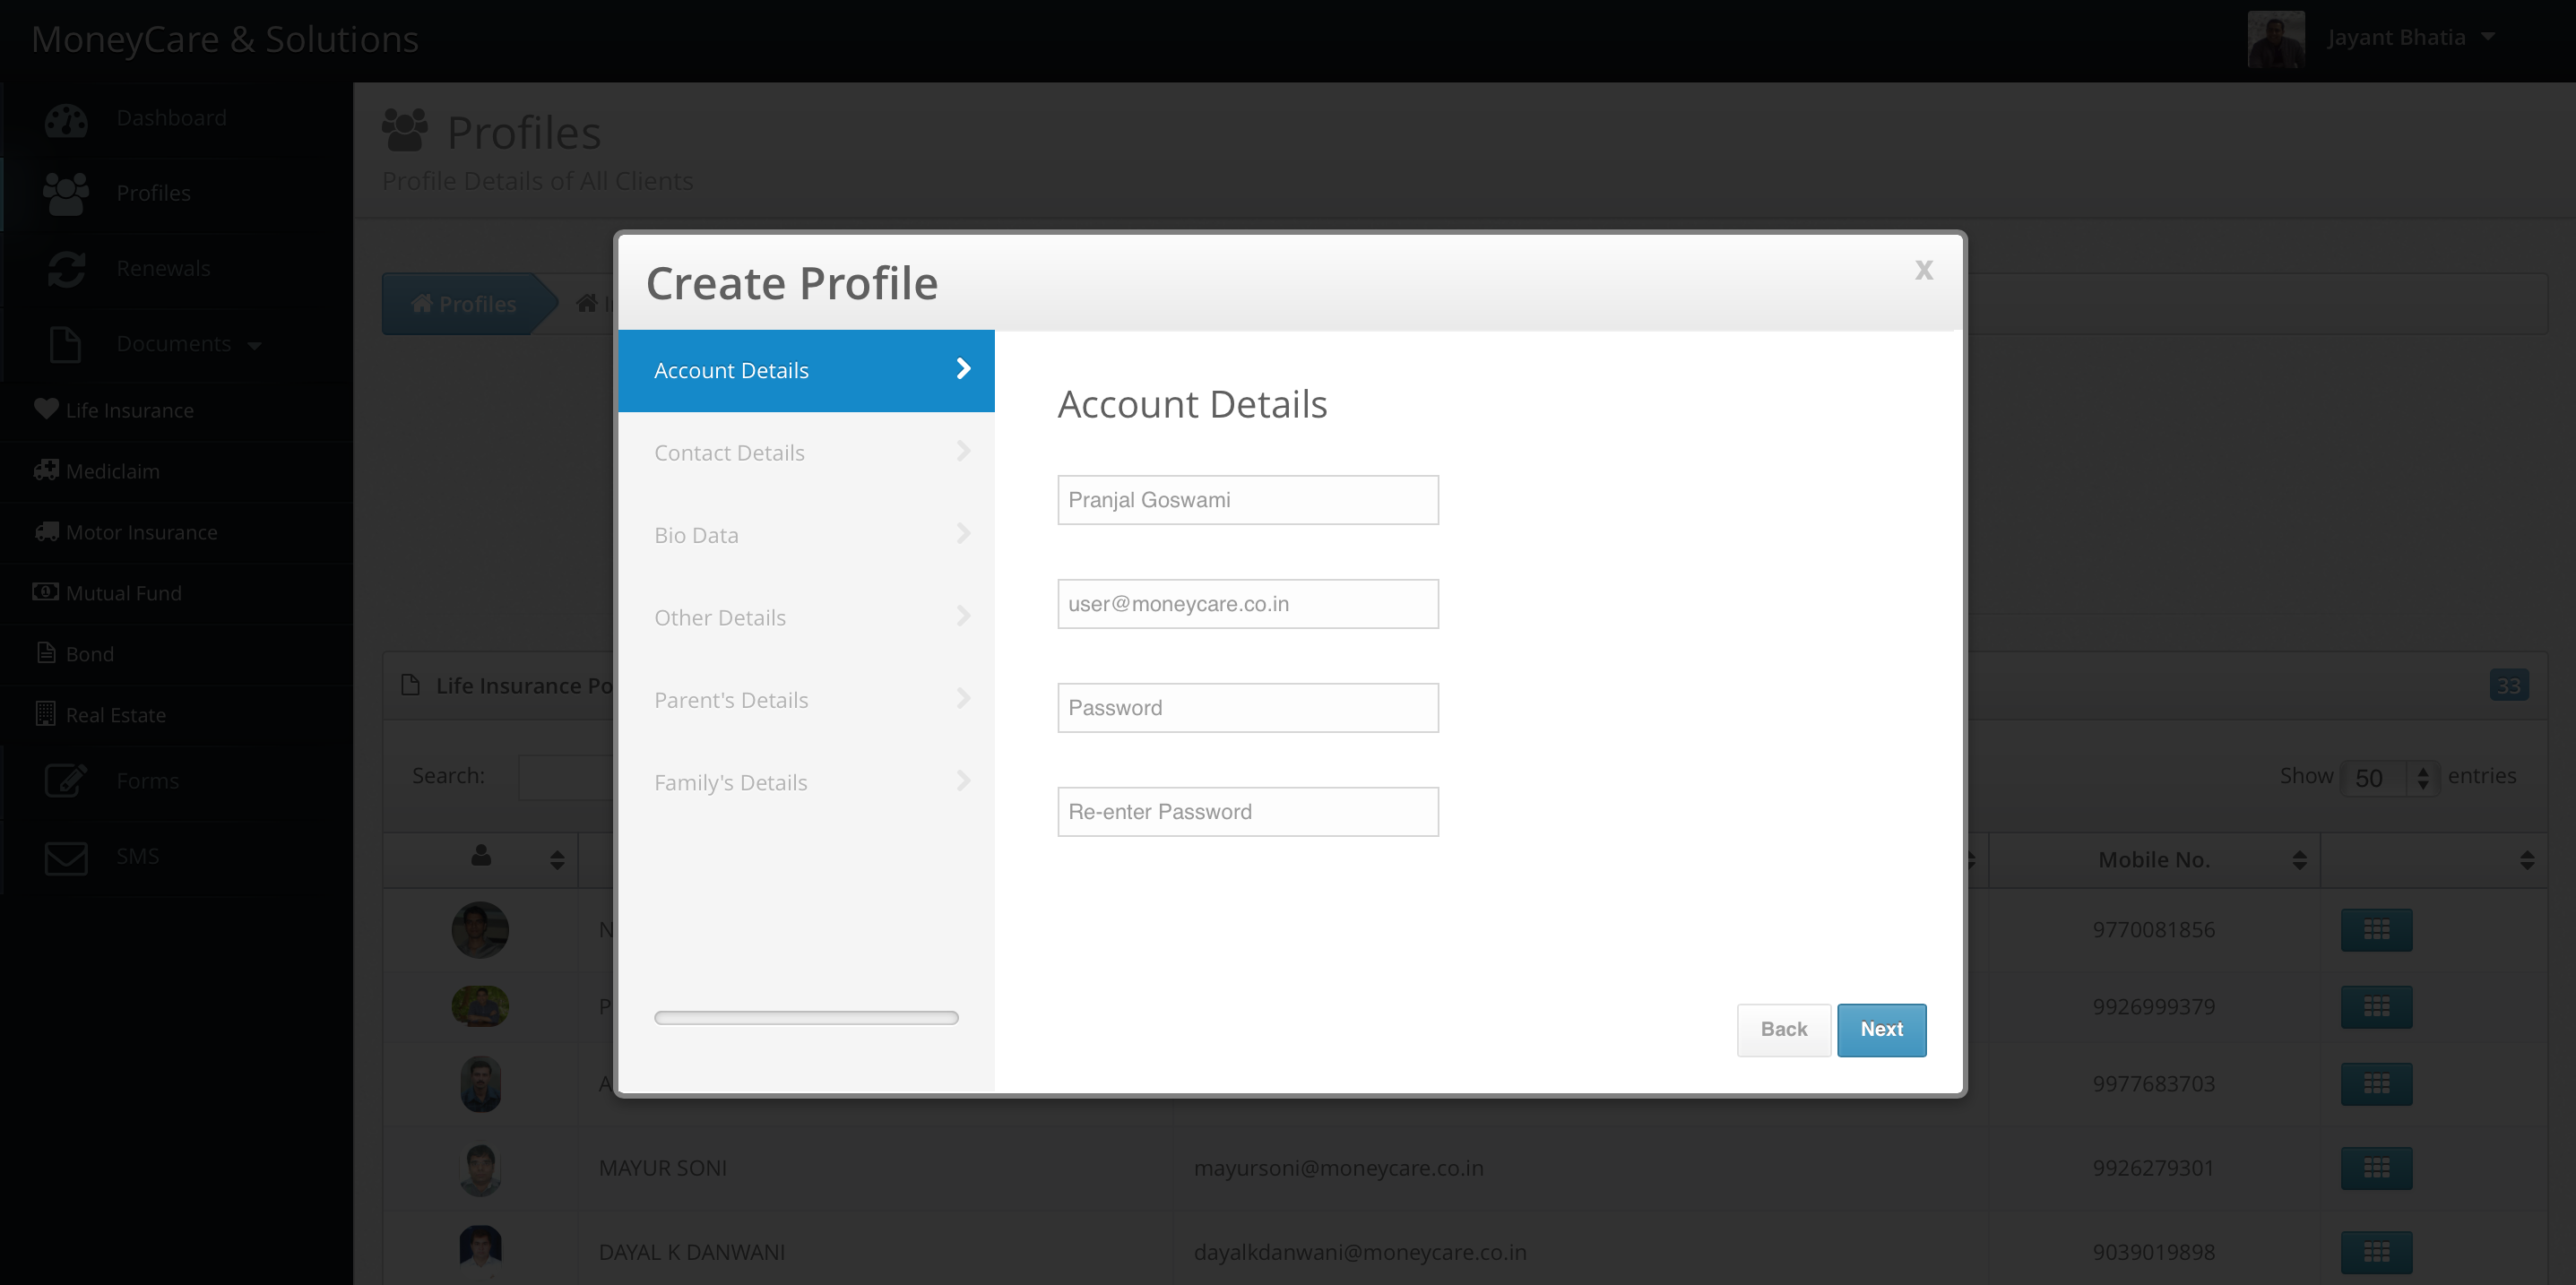 MoneyCare & Solutions
Jayant Bhatia
Dashboard
Profiles
Renewals
Documents
Life Insurance
Mediclaim
Motor Insurance
Mutual Fund
Bond
Real Estate
Forms
SMS
Profiles
Profile Details of All Clients
Profiles
Create Profile
x
Account Details
Contact Details
Bio Data
Other Details
Parent's Details
Family's Details
Account Details
Pranjal Goswami
user@moneycare.co.in
Password
Re-enter Password
Back
Next
Life Insurance Po
33
Search:
Show 50 entries
Mobile No.
N
9770081856
P
9926999379
A
9977683703
MAYUR SONI
mayursoni@moneycare.co.in
9926279301
DAYAL K DANWANI
dayalkdanwani@moneycare.co.in
9039019898